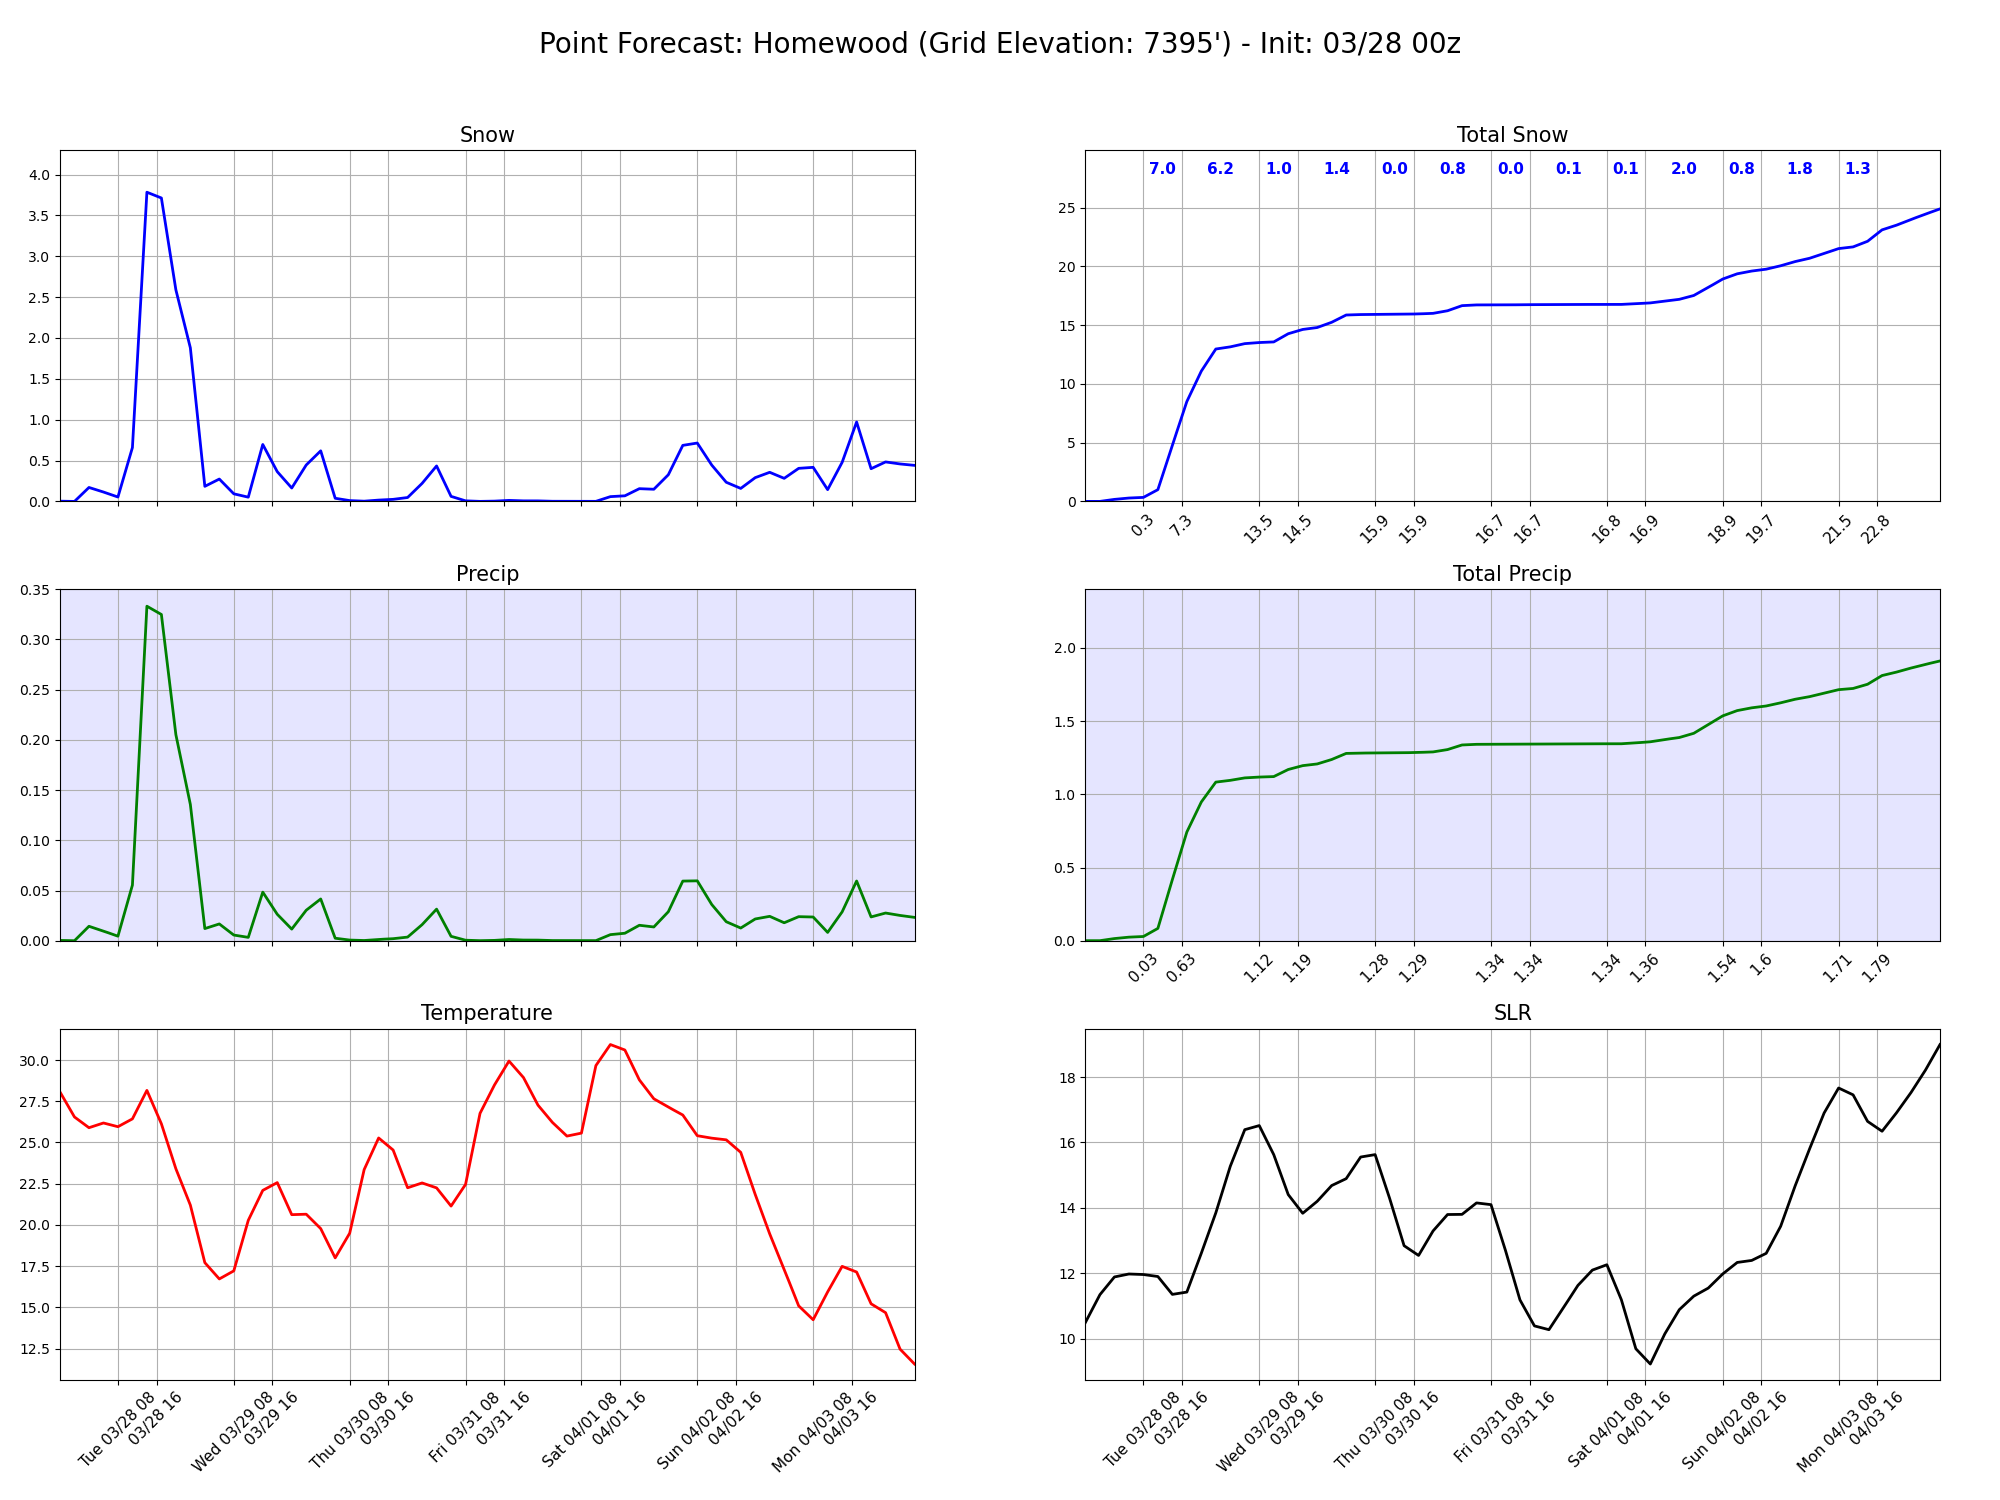 Point Forecast: Homewood (Grid Elevation: 7395') - Init: 03/28 00z
Snow
4.0
3.5
3.0
2.5
2.0
1.5
1.0
0.5
0.0
Total Snow
7.0 6.2 1.0 1.4 0.0 0.8 0.0 0.1 0.1 2.0 0.8 1.8 1.3
25
20
15
10
5
0
0.3 7.3 13.5 14.5 15.9 15.9 16.7 16.7 16.8 16.9 18.9 19.7 21.5 22.8
Precip
0.35
0.30
0.25
0.20
0.15
0.10
0.05
0.00
Total Precip
2.0
1.5
1.0
0.5
0.0
0.03 0.63 1.12 1.19 1.28 1.29 1.34 1.34 1.34 1.36 1.54 1.6 1.71 1.79
Temperature
30.0
27.5
25.0
22.5
20.0
17.5
15.0
12.5
Tue 03/28 08
03/28 16
Wed 03/29 08
03/29 16
Thu 03/30 08
03/30 16
Fri 03/31 08
03/31 16
Sat 04/01 08
04/01 16
Sun 04/02 08
04/02 16
Mon 04/03 08
04/03 16
SLR
18
16
14
12
10
Tue 03/28 08
03/28 16
Wed 03/29 08
03/29 16
Thu 03/30 08
03/30 16
Fri 03/31 08
03/31 16
Sat 04/01 08
04/01 16
Sun 04/02 08
04/02 16
Mon 04/03 08
04/03 16